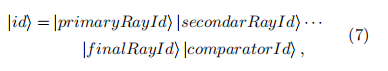 |id⟩ = |primaryRayId⟩ |secondarRayId⟩ ⋯
|finalRayId⟩ |comparatorId⟩ , (7)